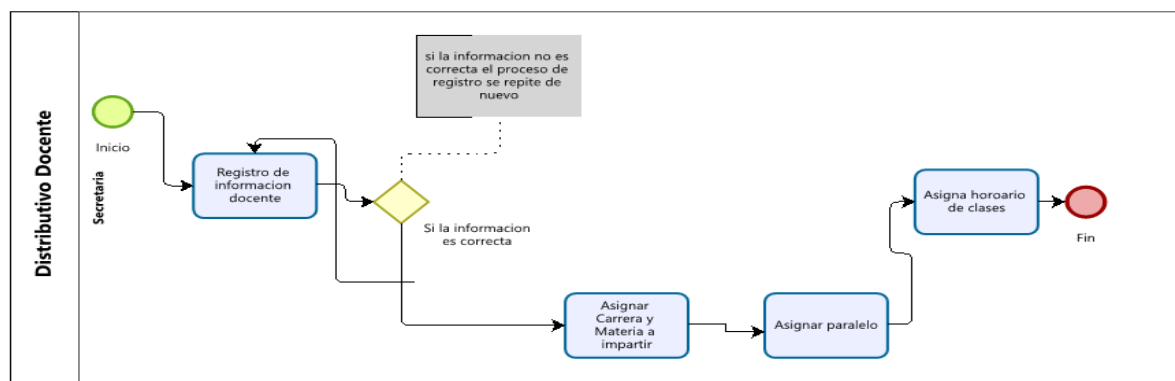 Distributivo Docente
Secretaria
Inicio
Registro de
informacion
docente
si la informacion no es
correcta el proceso de
registro se repite de
nuevo
Si la informacion
es correcta
Asignar
Carrera y
Materia a
impartir
Asignar paralelo
Asigna horoario
de clases
Fin